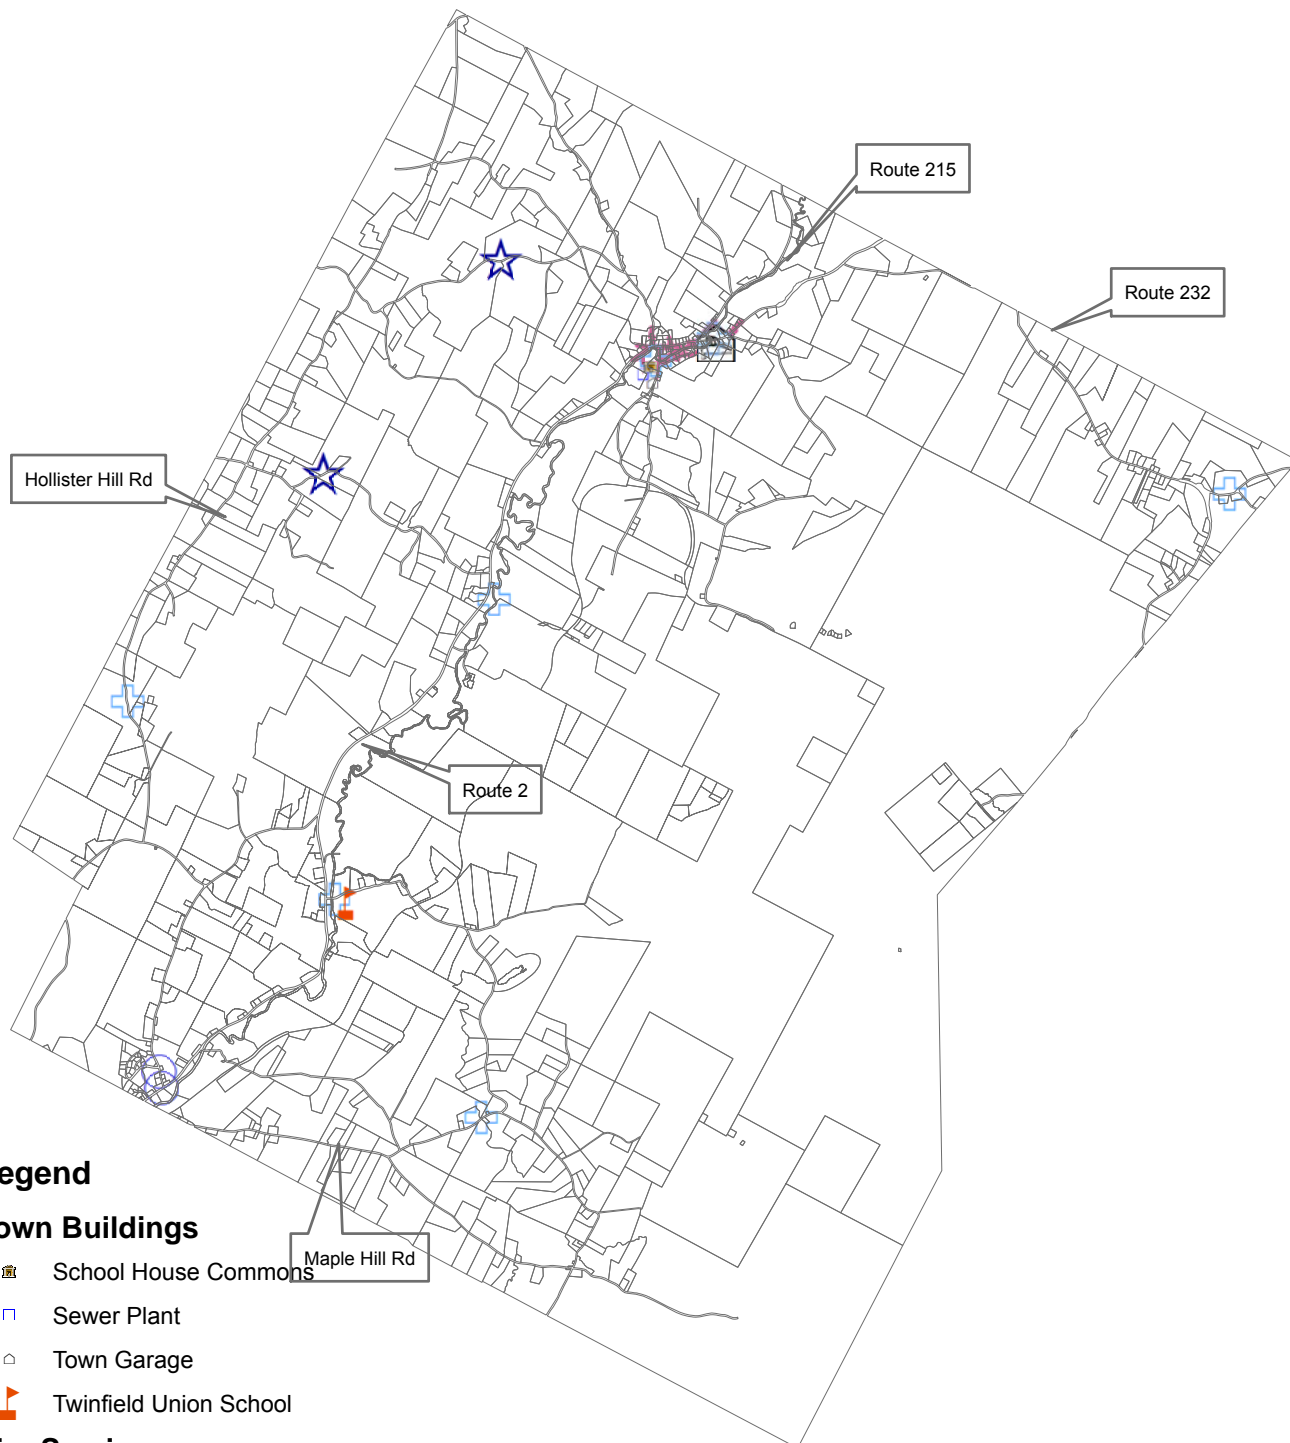 Route 215
Route 232
Hollister Hill Rd
Route 2
Maple Hill Rd
egend
own Buildings
School House Commons
Sewer Plant
Town Garage
Twinfield Union School